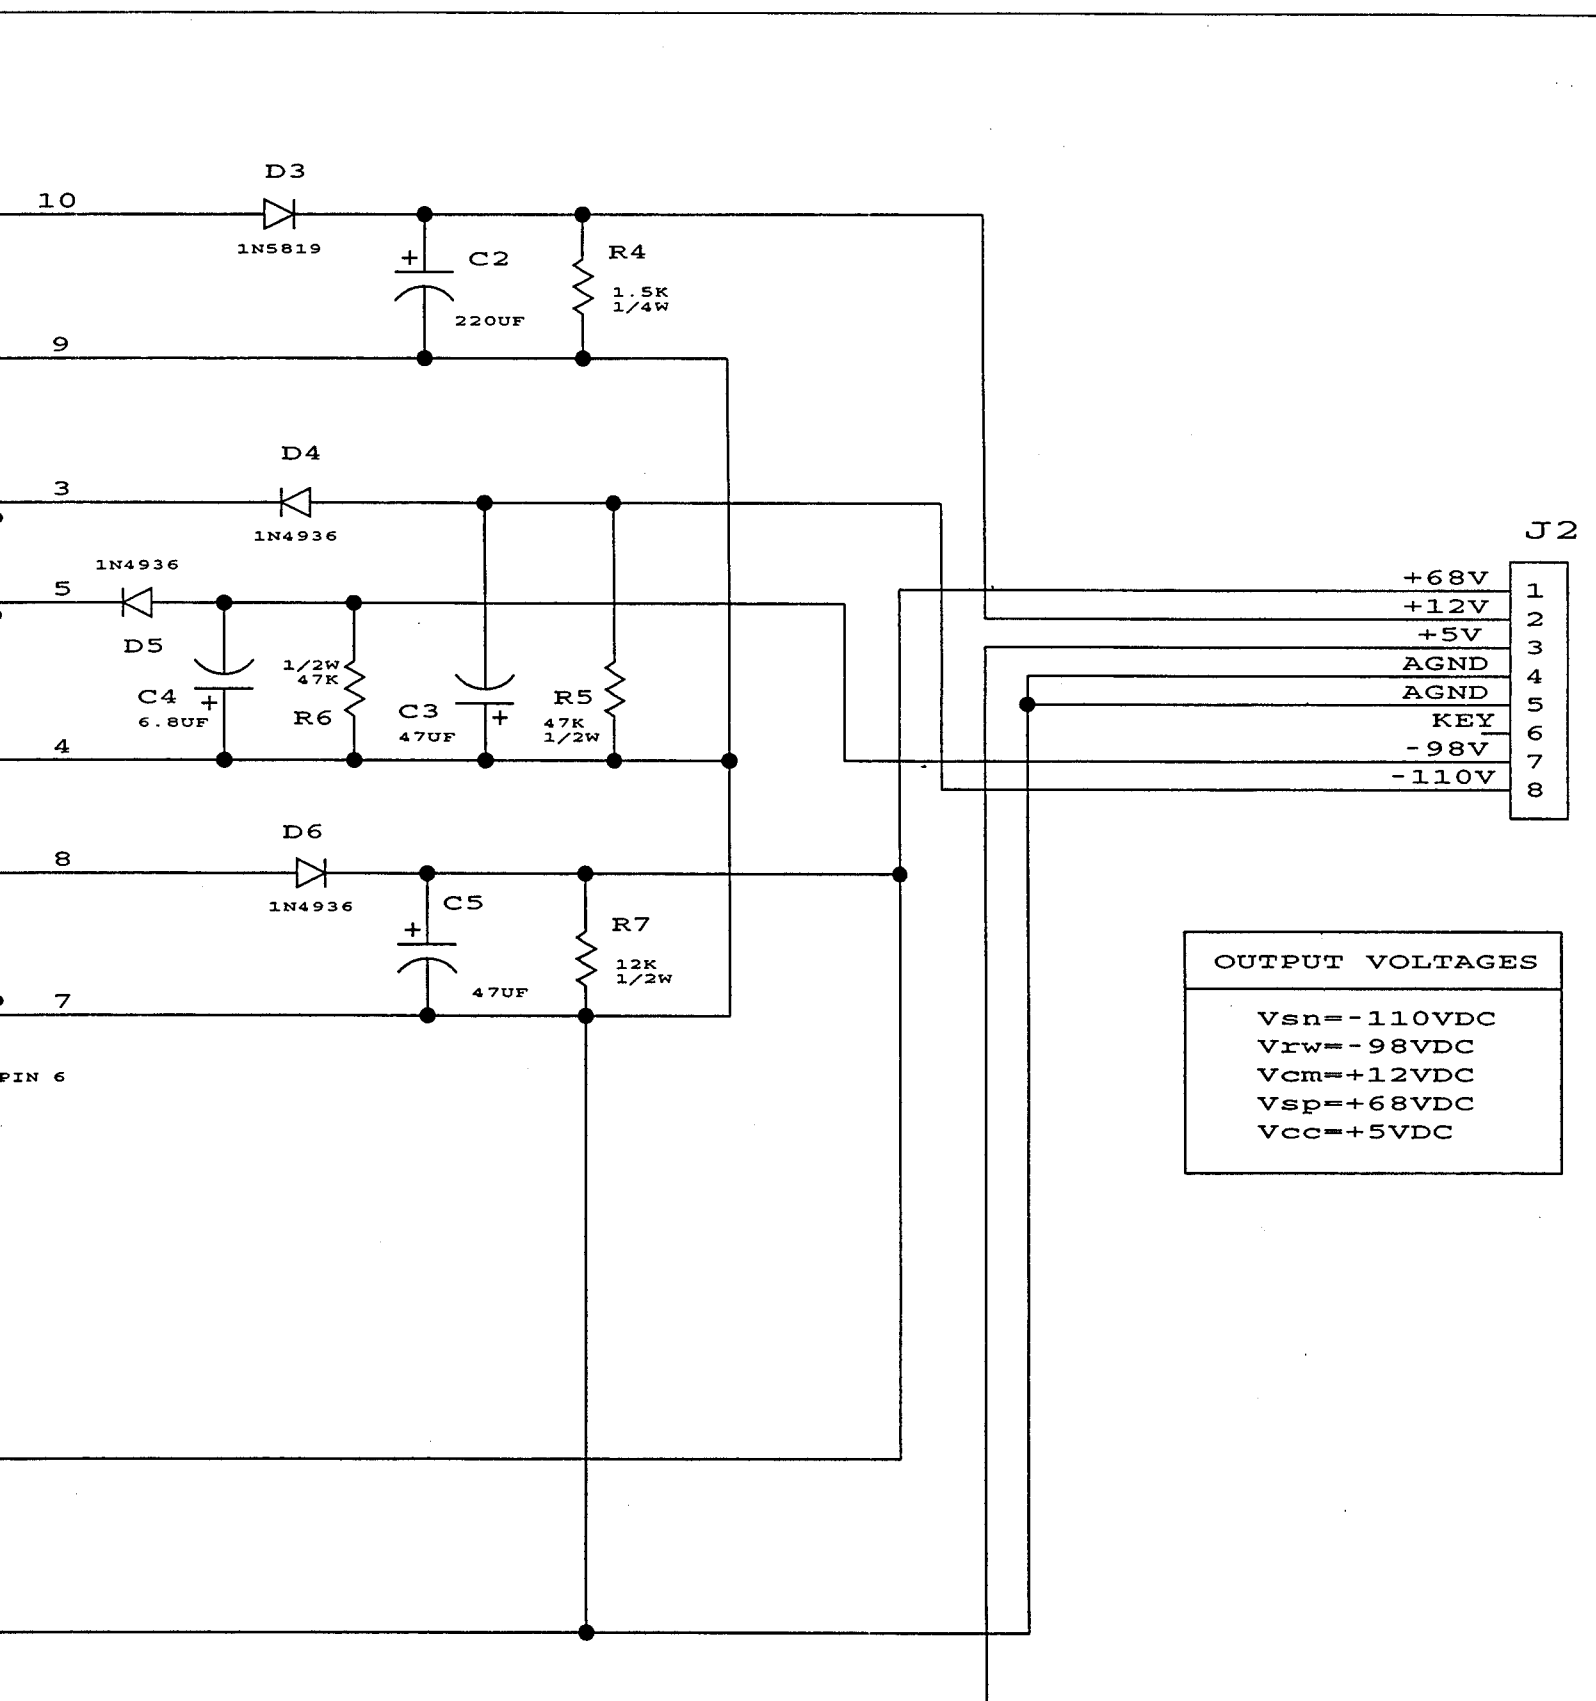 D3
10
1N5819
+ C2
R4
1.5K
1/4W
220UF
9
D4
3
1N4936
1N4936
5
D5
1/2W
47K
C4
+
6.8UF
R6
C3
+
47UF
R5
47K
1/2W
4
D6
8
1N4936
C5
+
R7
12K
1/2W
47UF
7
PIN 6
J2
+68V 1
+12V 2
+5V 3
AGND 4
AGND 5
KEY 6
-98V 7
-110V 8
OUTPUT VOLTAGES
Vsn=-110VDC
Vrw=-98VDC
Vcm=+12VDC
Vsp=+68VDC
Vcc=+5VDC